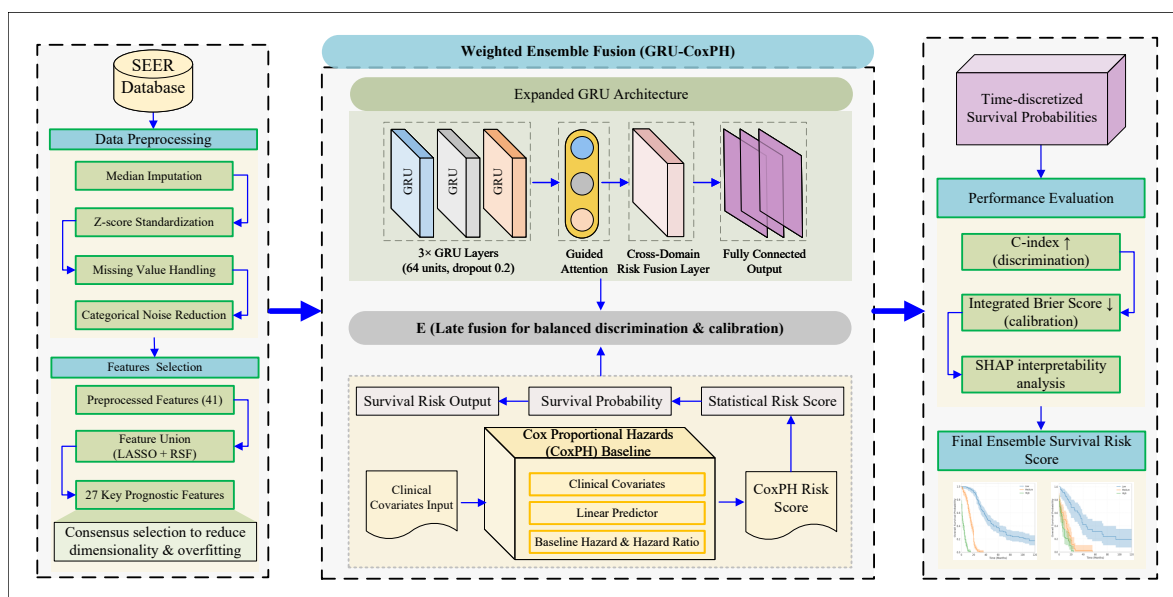 SEER
Database
Data Preprocessing
Median Imputation
Z-score Standardization
Missing Value Handling
Categorical Noise Reduction
Features Selection
Preprocessed Features (41)
Feature Union
(LASSO + RSF)
27 Key Prognostic Features
Consensus selection to reduce
dimensionality & overfitting
Weighted Ensemble Fusion (GRU-CoxPH)
Expanded GRU Architecture
GRU
GRU
GRU
3× GRU Layers
(64 units, dropout 0.2)
Guided
Attention
Cross-Domain
Risk Fusion Layer
Fully Connected
Output
E (Late fusion for balanced discrimination & calibration)
Survival Risk Output
Survival Probability
Statistical Risk Score
Cox Proportional Hazards
(CoxPH) Baseline
Clinical
Covariates Input
Clinical Covariates
Linear Predictor
Baseline Hazard & Hazard Ratio
CoxPH Risk
Score
Time-discretized
Survival Probabilities
Performance Evaluation
C-index ↑
(discrimination)
Integrated Brier Score ↓
(calibration)
SHAP interpretability
analysis
Final Ensemble Survival Risk
Score